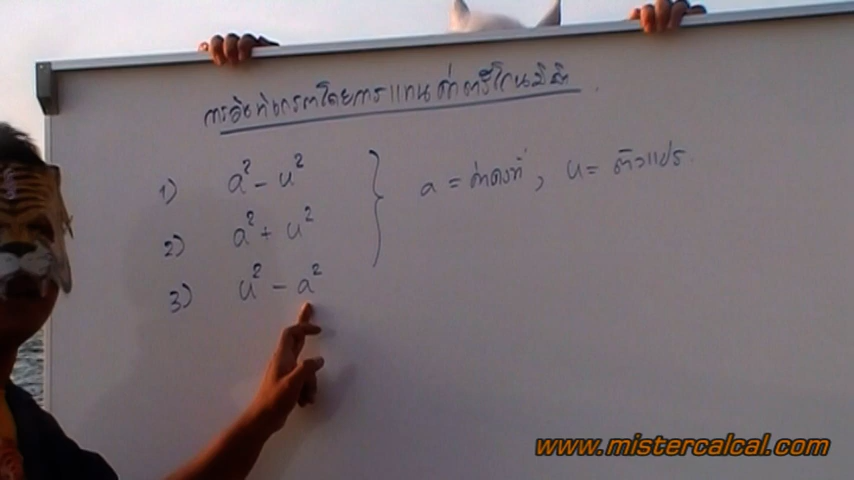 การอินทิเกรตโดยการแทนค่าตรีโกณมิติ
1) a² - u²
2) a² + u² } a = ค่าคงที่, u = ตัวแปร
3) u² - a²
www.mistercalcal.com